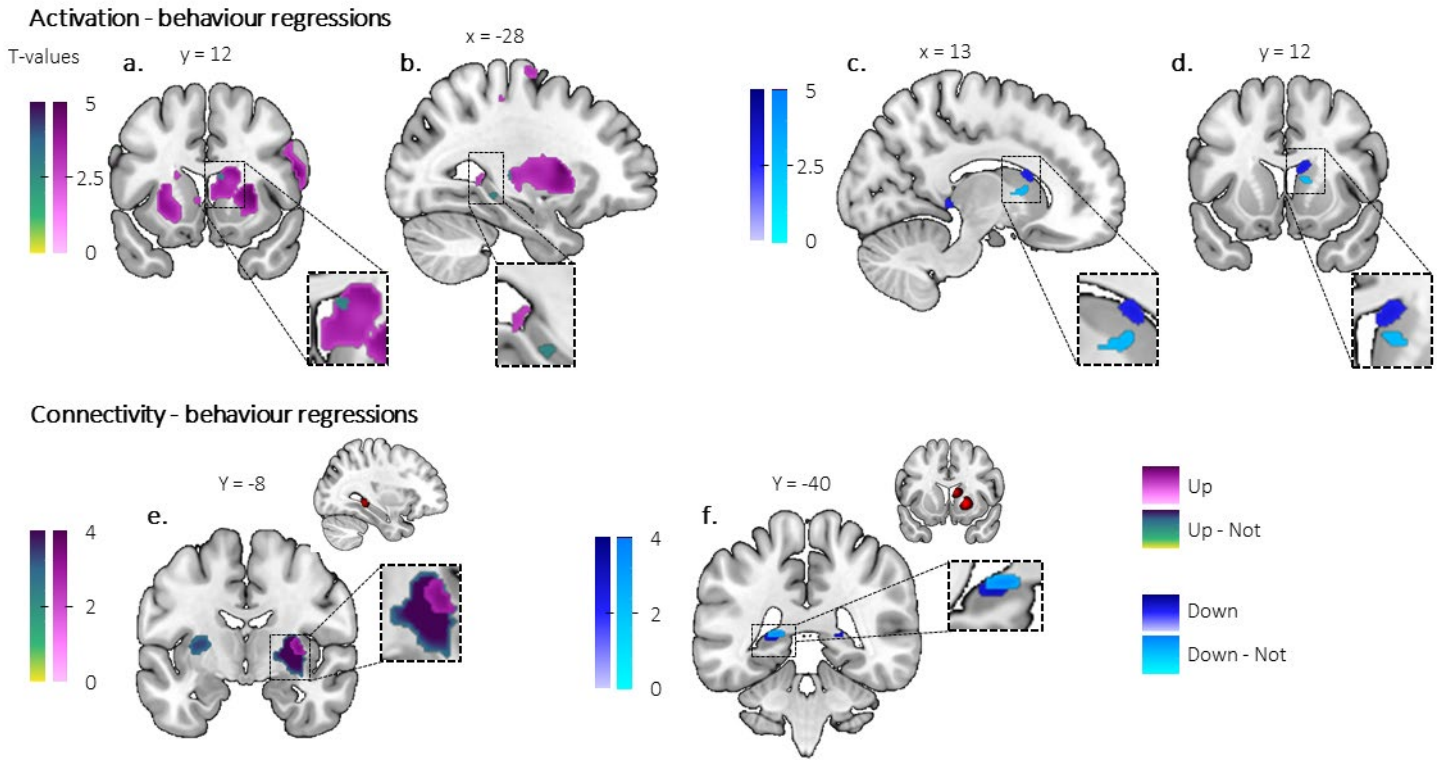 Activation - behaviour regressions
T-values
a.
y = 12
b.
x = -28
c.
x = 13
d.
y = 12
5
2.5
0
5
2.5
0
Connectivity - behaviour regressions
e.
Y = -8
f.
Y = -40
4
2
0
4
2
0
Up
Up - Not
Down
Down - Not